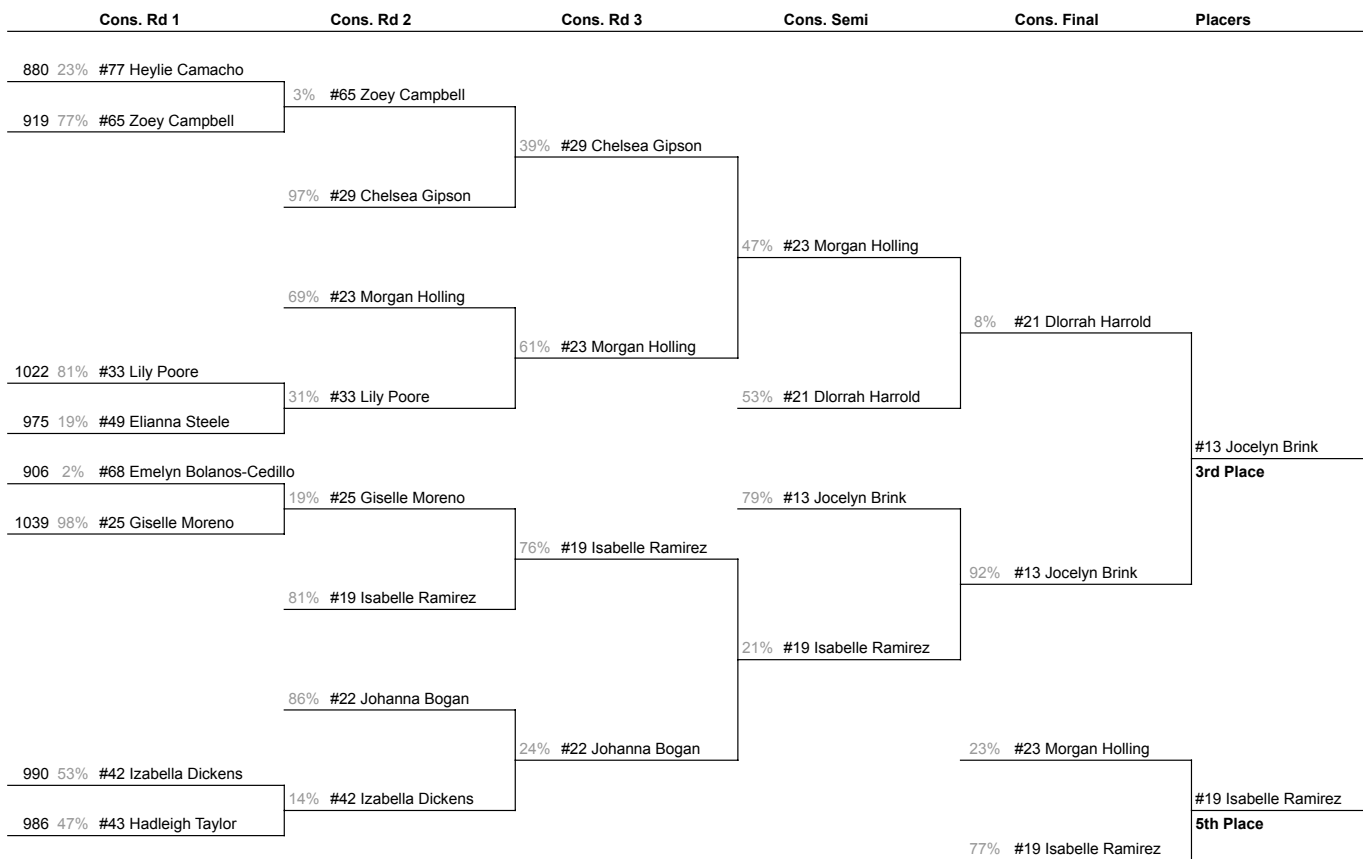 Cons. Rd 1 Cons. Rd 2 Cons. Rd 3 Cons. Semi Cons. Final Placers
880 23% #77 Heylie Camacho
3% #65 Zoey Campbell
919 77% #65 Zoey Campbell
39% #29 Chelsea Gipson
97% #29 Chelsea Gipson
47% #23 Morgan Holling
69% #23 Morgan Holling
8% #21 Dlorrah Harrold
61% #23 Morgan Holling
1022 81% #33 Lily Poore
31% #33 Lily Poore 53% #21 Dlorrah Harrold
975 19% #49 Elianna Steele
#13 Jocelyn Brink
906 2% #68 Emelyn Bolanos-Cedillo 3rd Place
19% #25 Giselle Moreno 79% #13 Jocelyn Brink
1039 98% #25 Giselle Moreno
76% #19 Isabelle Ramirez
92% #13 Jocelyn Brink
81% #19 Isabelle Ramirez
21% #19 Isabelle Ramirez
86% #22 Johanna Bogan
24% #22 Johanna Bogan 23% #23 Morgan Holling
990 53% #42 Izabella Dickens
14% #42 Izabella Dickens #19 Isabelle Ramirez
986 47% #43 Hadleigh Taylor 5th Place
77% #19 Isabelle Ramirez